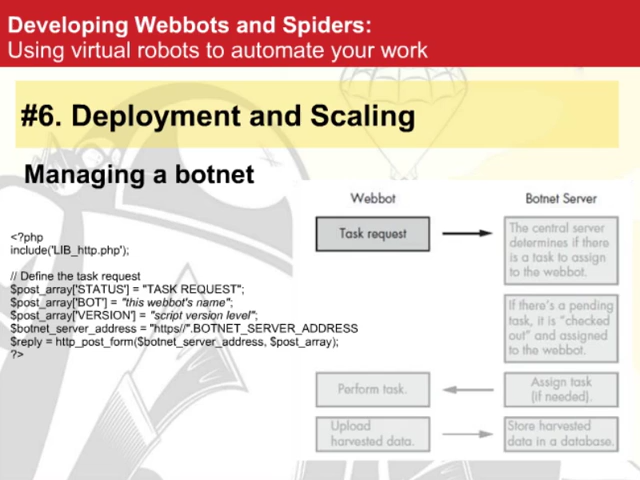 Developing Webbots and Spiders:
Using virtual robots to automate your work
#6. Deployment and Scaling
Managing a botnet
<?php
include('LIB_http.php');
// Define the task request
$post_array['STATUS'] = "TASK REQUEST";
$post_array['BOT'] = "this webbot's name";
$post_array['VERSION'] = "script version level";
$botnet_server_address = "https//".BOTNET_SERVER_ADDRESS
$reply = http_post_form($botnet_server_address, $post_array);
?>
Webbot
Botnet Server
Task request
The central server
determines if there
is a task to assign
to the webbot.
If there's a pending
task, it is "checked
out" and assigned
to the webbot.
Perform task.
Assign task
(if needed).
Upload
harvested data.
Store harvested
data in a database.